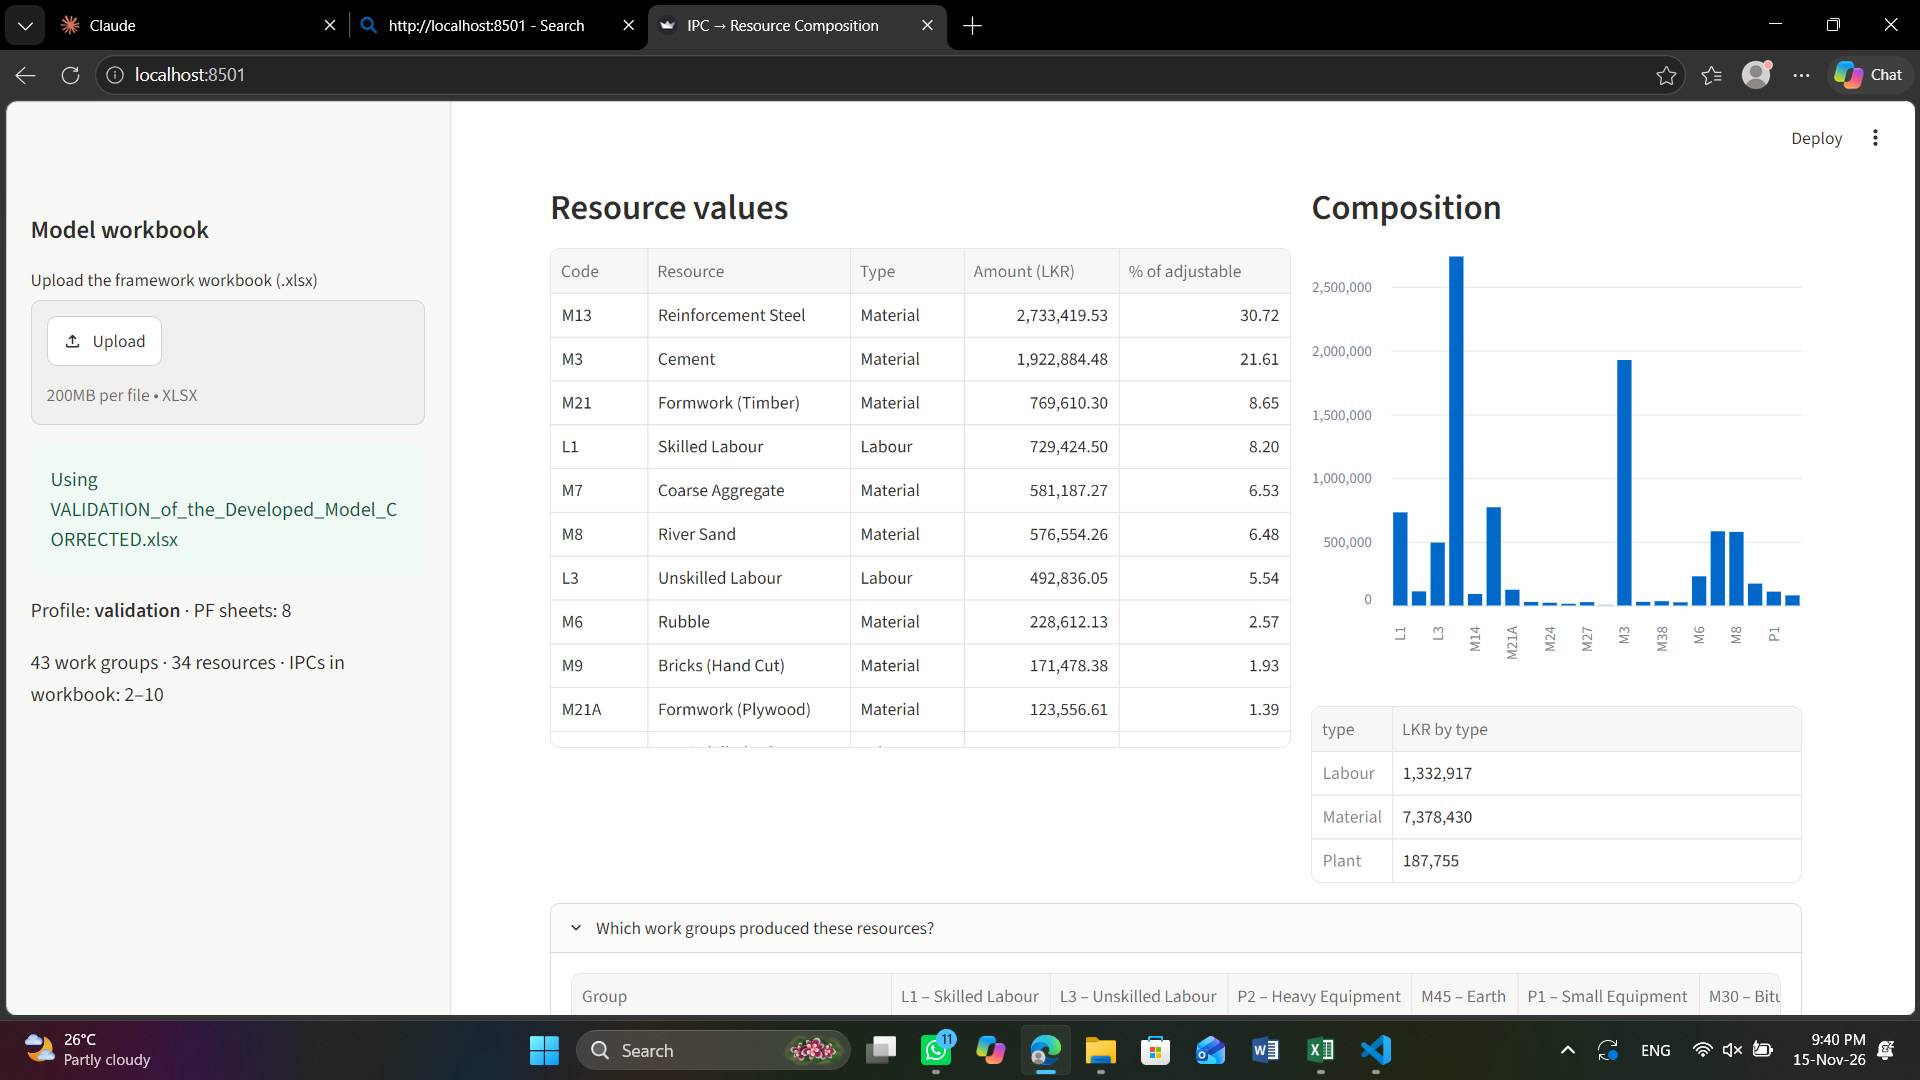 Claude
http://localhost:8501 - Search
IPC → Resource Composition
localhost:8501
Chat
Deploy
Model workbook
Upload the framework workbook (.xlsx)
Upload
200MB per file • XLSX
Using
VALIDATION_of_the_Developed_Model_C
ORRECTED.xlsx
Profile: validation · PF sheets: 8
43 work groups · 34 resources · IPCs in
workbook: 2–10
Resource values
Code Resource Type Amount (LKR) % of adjustable
M13 Reinforcement Steel Material 2,733,419.53 30.72
M3 Cement Material 1,922,884.48 21.61
M21 Formwork (Timber) Material 769,610.30 8.65
L1 Skilled Labour Labour 729,424.50 8.20
M7 Coarse Aggregate Material 581,187.27 6.53
M8 River Sand Material 576,554.26 6.48
L3 Unskilled Labour Labour 492,836.05 5.54
M6 Rubble Material 228,612.13 2.57
M9 Bricks (Hand Cut) Material 171,478.38 1.93
M21A Formwork (Plywood) Material 123,556.61 1.39
Composition
2,500,000
2,000,000
1,500,000
1,000,000
500,000
0
L1 L3 M14 M21A M24 M27 M3 M38 M6 M8 P1
type LKR by type
Labour 1,332,917
Material 7,378,430
Plant 187,755
Which work groups produced these resources?
Group L1 – Skilled Labour L3 – Unskilled Labour P2 – Heavy Equipment M45 – Earth P1 – Small Equipment M30 – Bitu
26°C
Partly cloudy
Search
11
ENG
9:40 PM
15-Nov-26